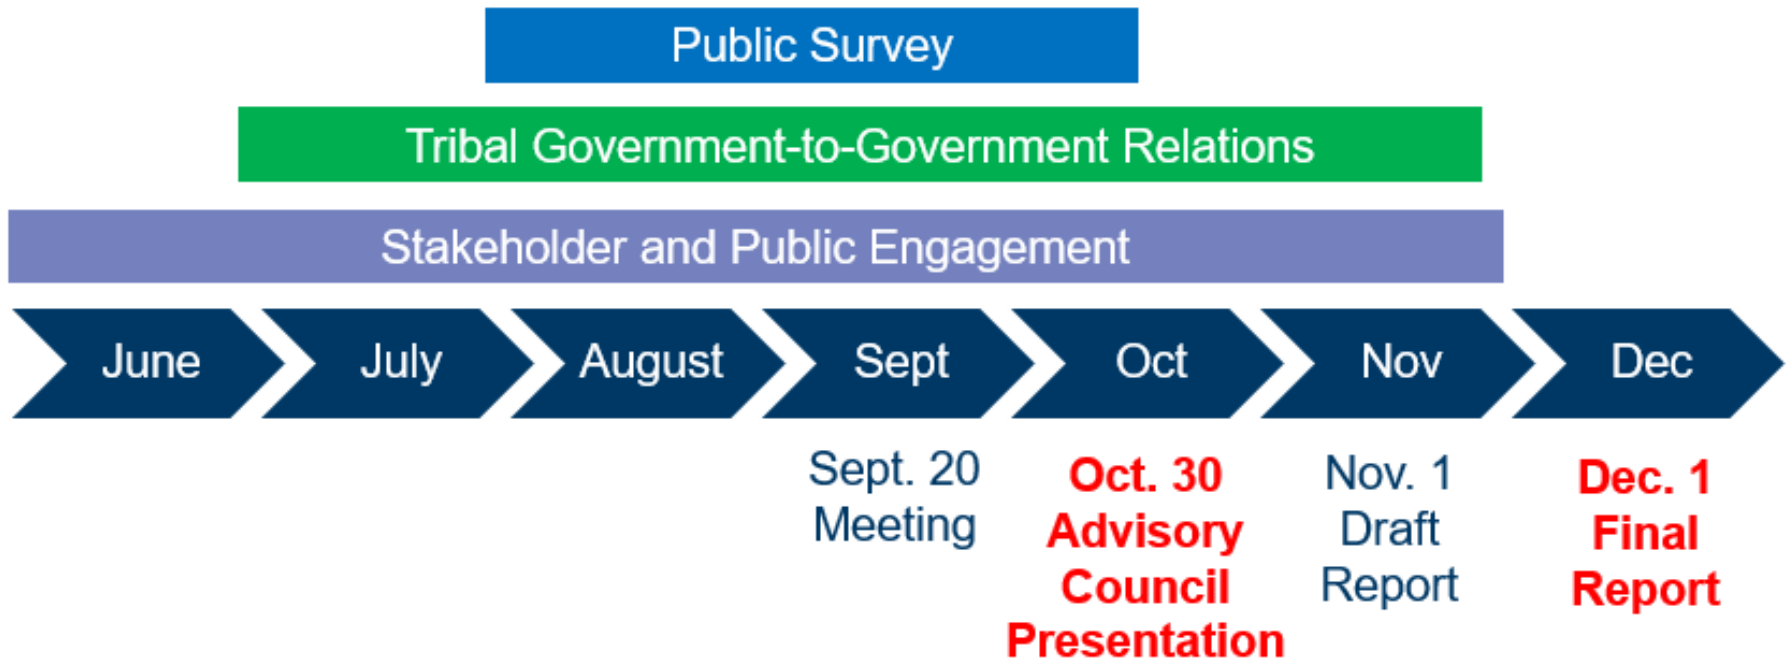 Public Survey
Tribal Government-to-Government Relations
Stakeholder and Public Engagement
June
July
August
Sept
Oct
Nov
Dec
Sept. 20
Meeting
Oct. 30
Advisory
Council
Presentation
Nov. 1
Draft
Report
Dec. 1
Final
Report